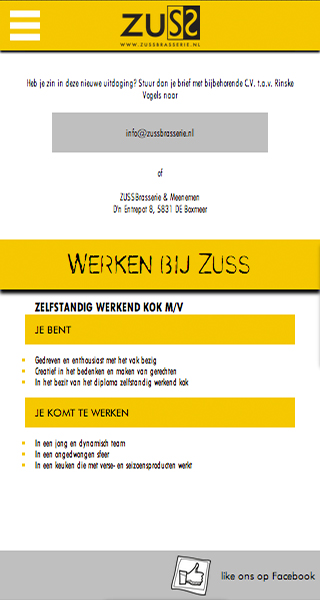 ZUSS
WWW.ZUSSBRASSERIE.NL
Heb je zin in deze nieuwe uitdaging? Stuur dan je brief met bijbehorende C.V. t.a.v. Rinske
Vogels naar
info@zussbrasserie.nl
of
ZUSSBrasserie & Meenemen
D'n Entrepot 8, 5831 DE Boxmeer
WERKEN BIJ ZUSS
ZELFSTANDIG WERKEND KOK M/V
JE BENT
Gedreven en enthousiast met het vak bezig
Creatief in het bedenken en maken van gerechten
In het bezit van het diploma zelfstandig werkend kok
JE KOMT TE WERKEN
In een jong en dynamisch team
In een ongedwongen sfeer
In een keuken die met verse- en seizoensproducten werkt
like ons op Facebook